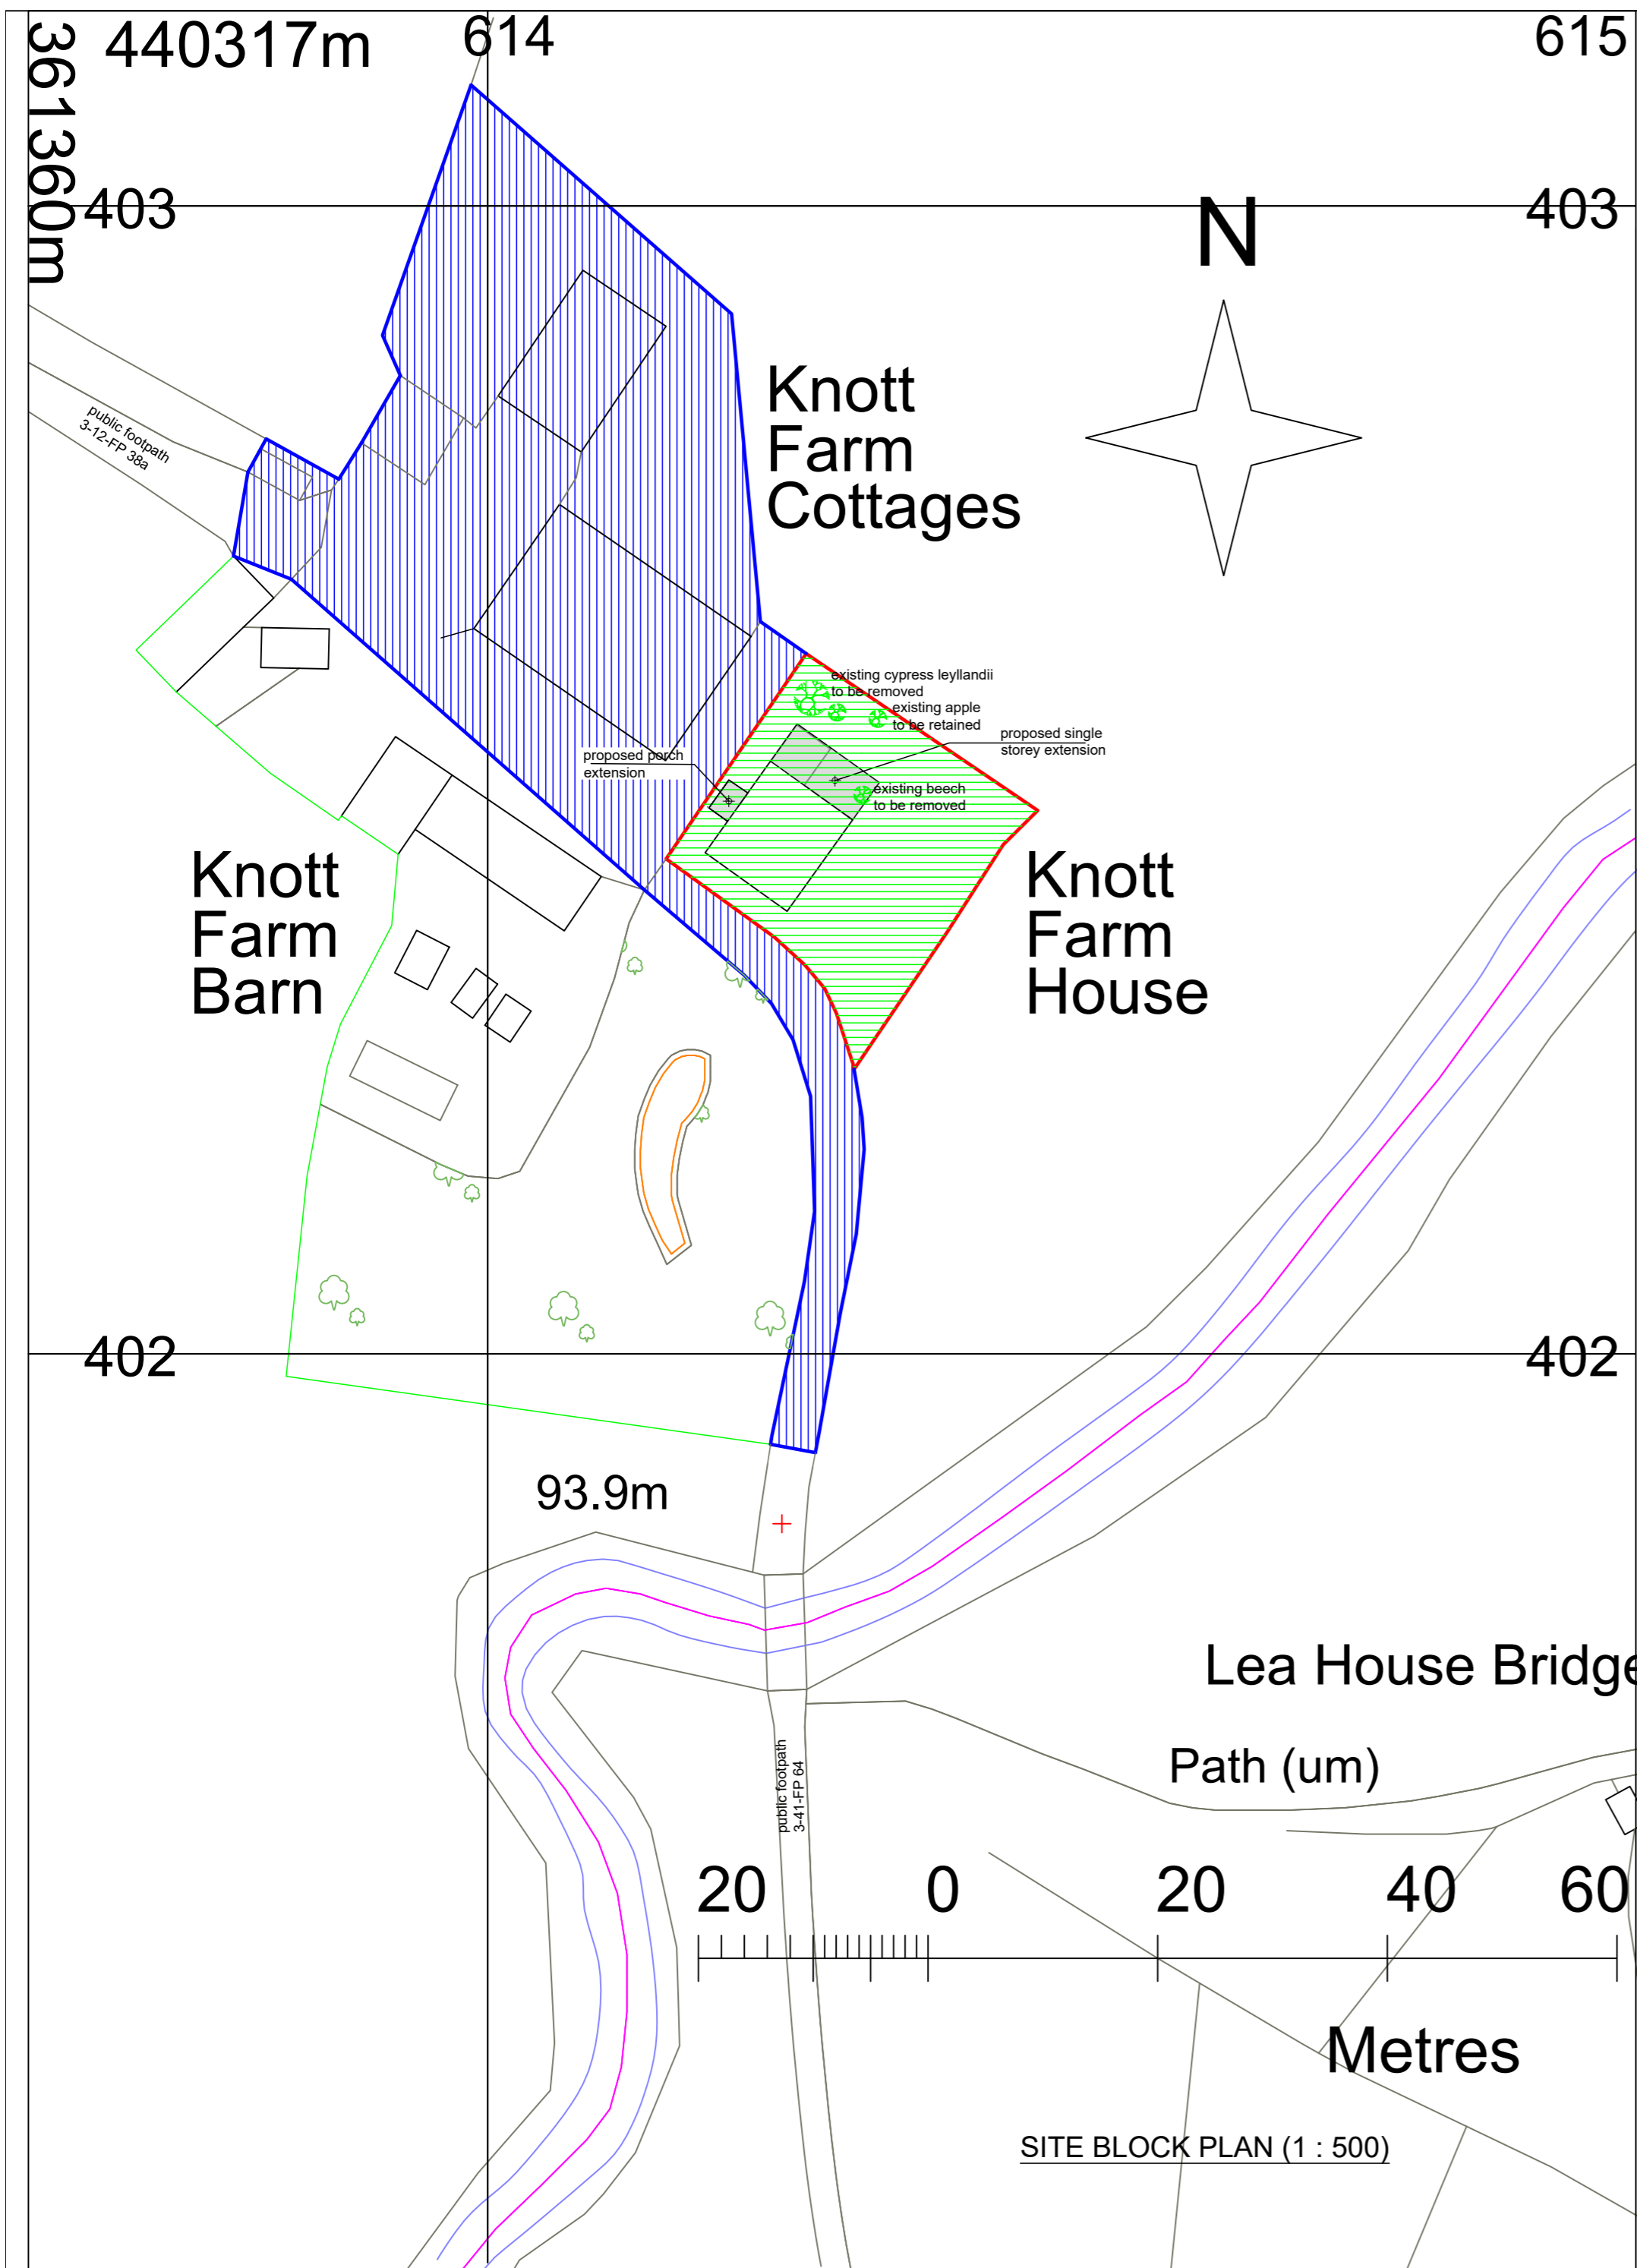 440317m
614
615
361360m
403
403
N
public footpath
3-12-FP 38a
Knott
Farm
Cottages
existing cypress leyllandii
to be removed
existing apple
to be retained
proposed single
storey extension
proposed porch
extension
existing beech
to be removed
Knott
Farm
Barn
Knott
Farm
House
402
402
93.9m
Lea House Bridge
Path (um)
public footpath
3-41-FP 64
20 0 20 40 60
Metres
SITE BLOCK PLAN (1 : 500)